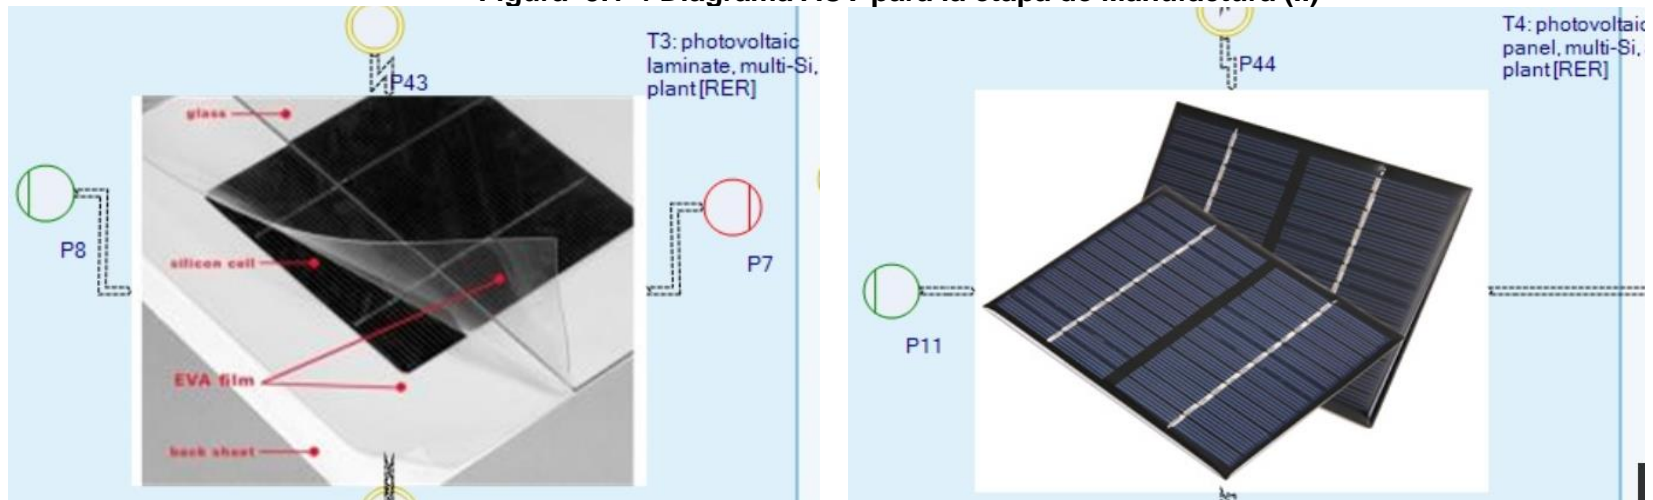 P43
T3: photovoltaic
laminate, multi-Si,
plant [RER]
glass
P8
silicon cell
P7
EVA film
back sheet
P44
T4: photovoltaic
panel, multi-Si,
plant [RER]
P11